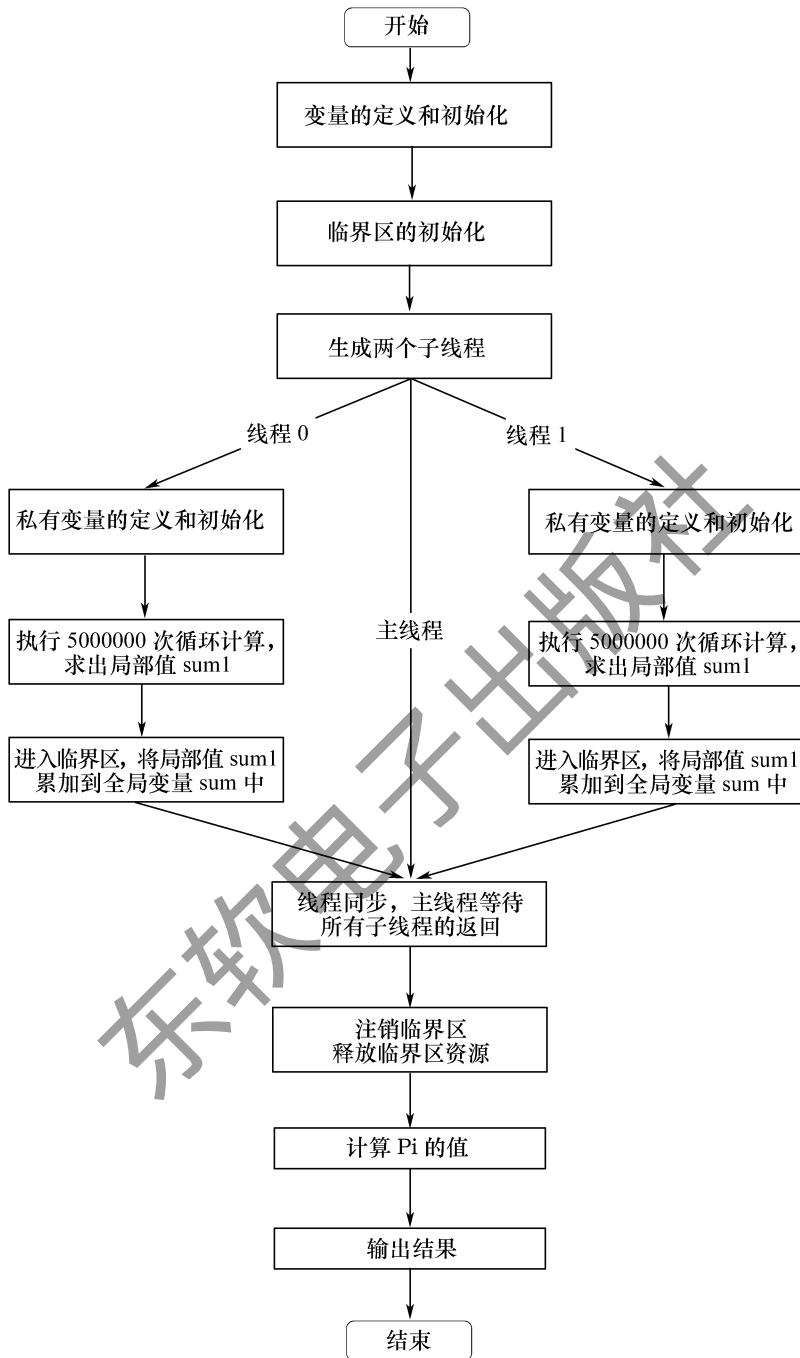 开始
变量的定义和初始化
临界区的初始化
生成两个子线程
线程 0
线程 1
私有变量的定义和初始化
私有变量的定义和初始化
主线程
执行 5000000 次循环计算，
求出局部值 sum1
执行 5000000 次循环计算，
求出局部值 sum1
进入临界区，将局部值 sum1
累加到全局变量 sum 中
进入临界区，将局部值 sum1
累加到全局变量 sum 中
线程同步，主线程等待
所有子线程的返回
注销临界区
释放临界区资源
计算 Pi 的值
输出结果
结束
东软电子出版社